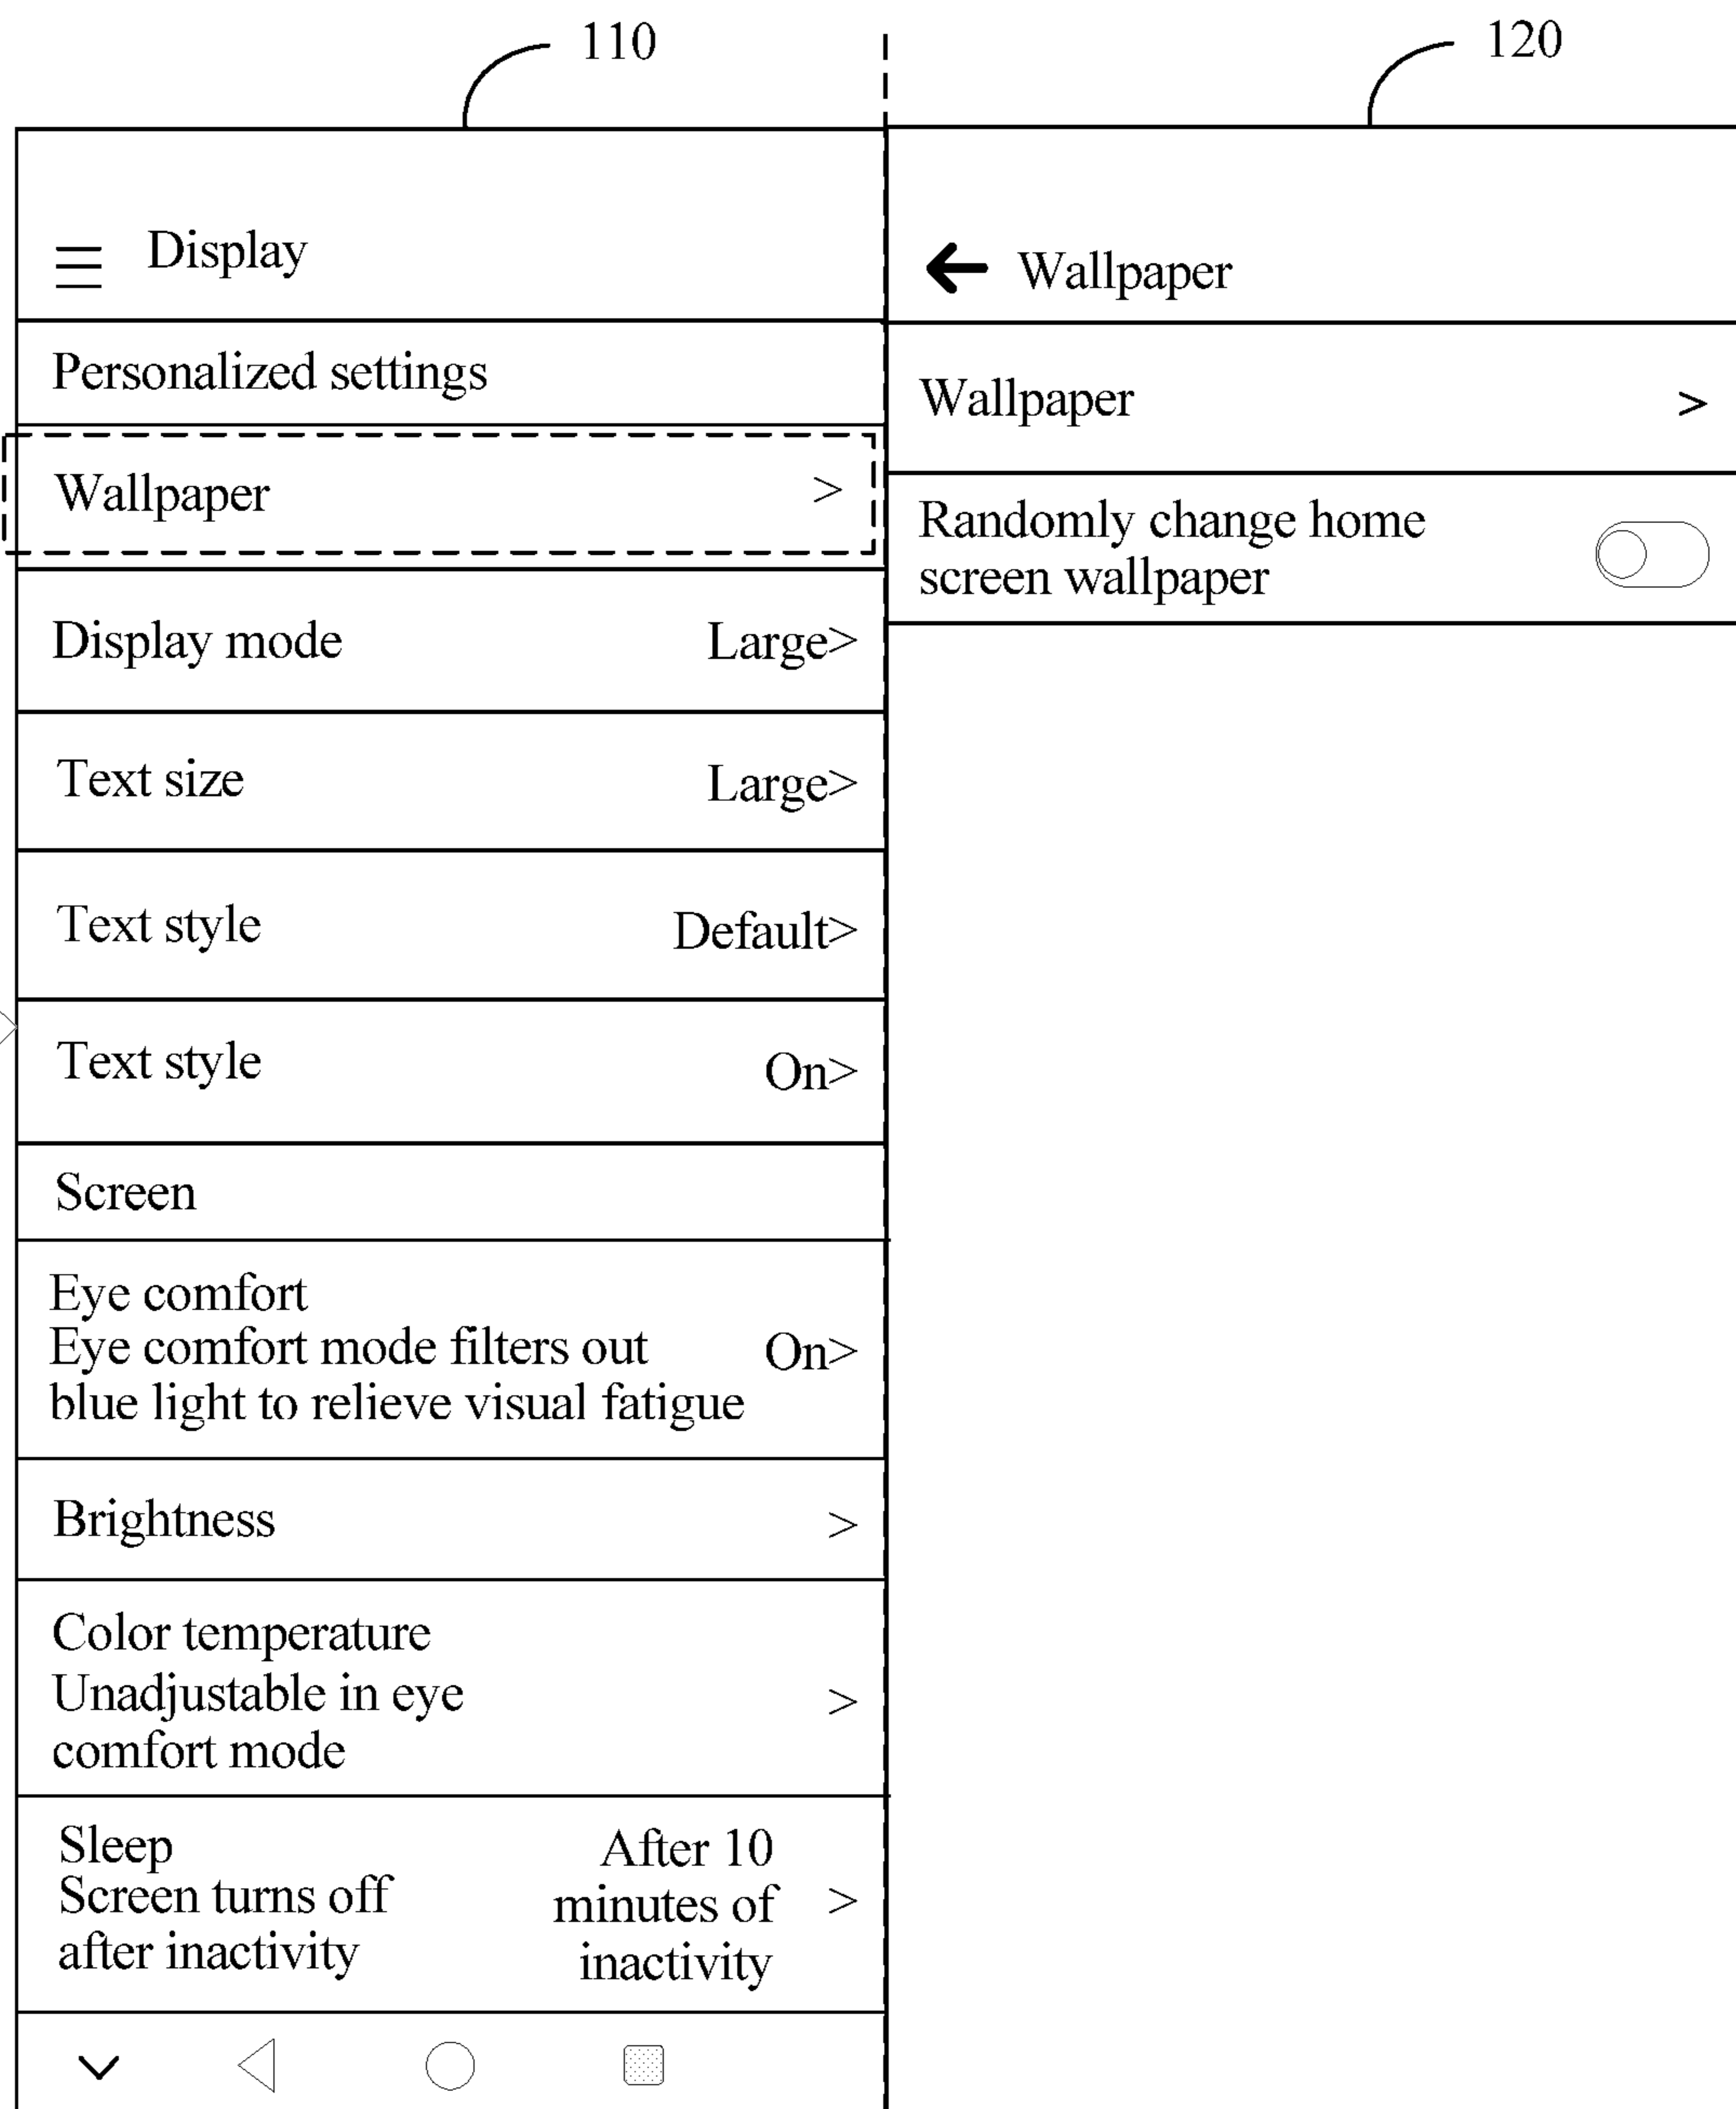 110
Display
Personalized settings
Wallpaper >
Display mode Large>
Text size Large>
Text style Default>
Text style On>
Screen
Eye comfort
Eye comfort mode filters out On>
blue light to relieve visual fatigue
Brightness >
Color temperature
Unadjustable in eye >
comfort mode
Sleep After 10
Screen turns off minutes of >
after inactivity inactivity
120
Wallpaper
Wallpaper >
Randomly change home
screen wallpaper